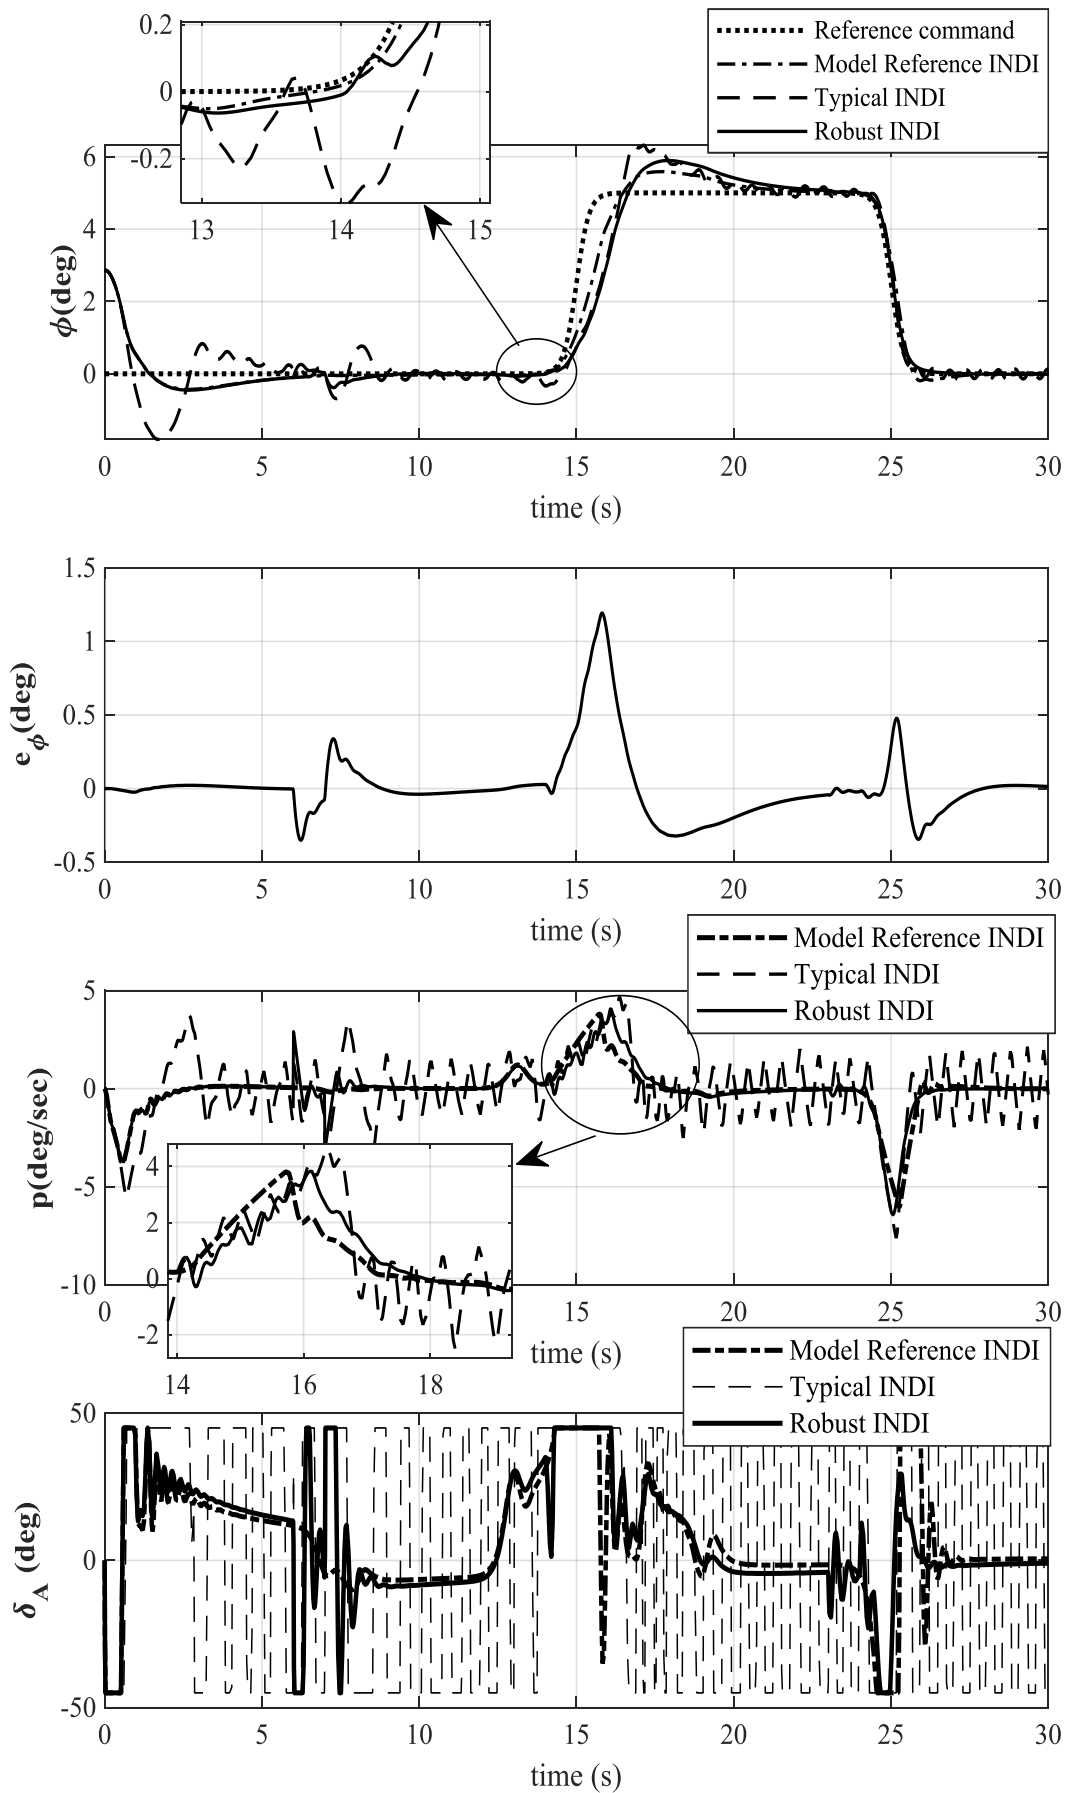 0.2
0
-0.2
13 14 15
Reference command
Model Reference INDI
Typical INDI
Robust INDI
6
4
2
0
ϕ(deg)
0 5 10 15 20 25 30
time (s)
1.5
1
0.5
0
-0.5
e ϕ (deg)
0 5 10 15 20 25 30
time (s)
Model Reference INDI
Typical INDI
Robust INDI
5
0
-5
-10
p(deg/sec)
0 15 20 25 30
time (s)
4
2
0
-2
14 16 18
Model Reference INDI
Typical INDI
Robust INDI
50
0
-50
δ A (deg)
0 5 10 15 20 25 30
time (s)